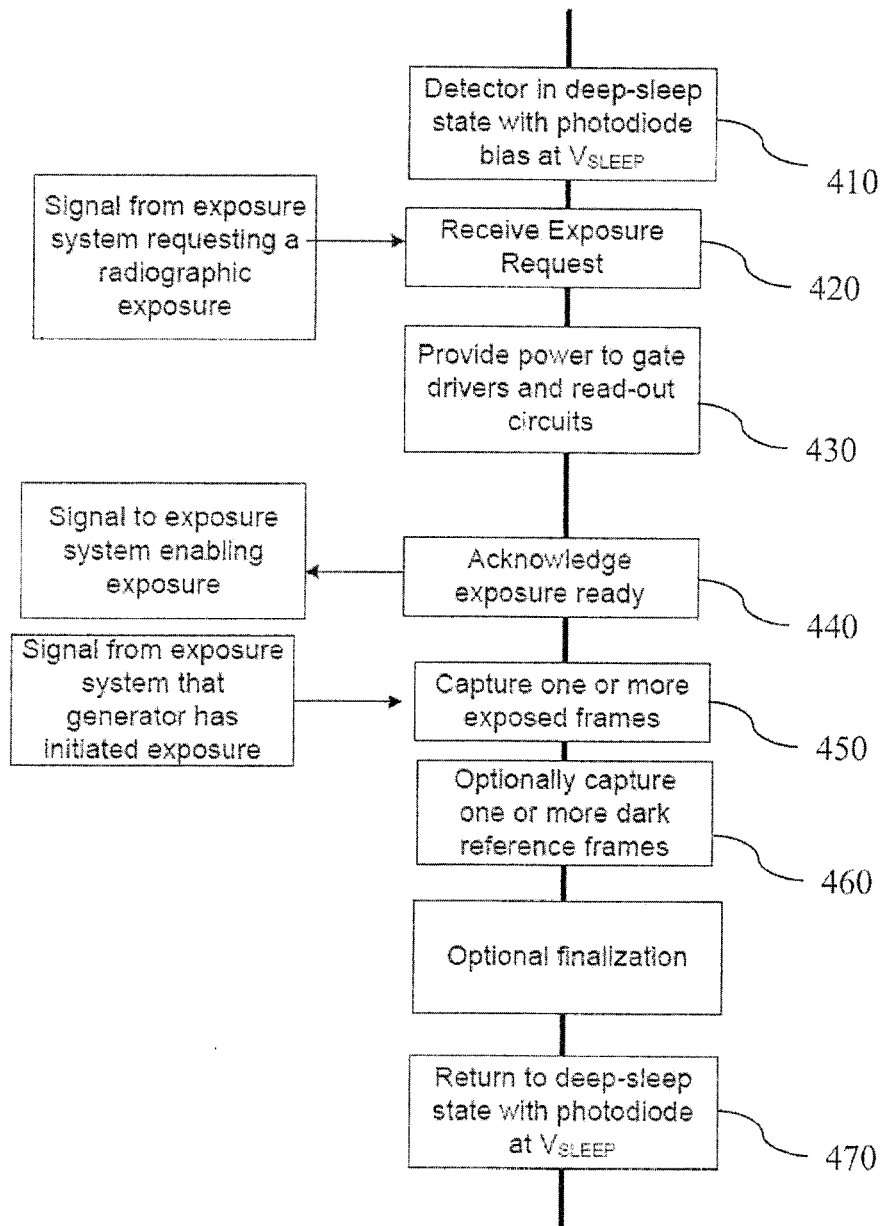 Detector in deep-sleep
state with photodiode
bias at VSLEEP
410
Signal from exposure
system requesting a
radiographic
exposure
Receive Exposure
Request
420
Provide power to gate
drivers and read-out
circuits
430
Signal to exposure
system enabling
exposure
Acknowledge
exposure ready
440
Signal from exposure
system that
generator has
initiated exposure
Capture one or more
exposed frames
450
Optionally capture
one or more dark
reference frames
460
Optional finalization
Return to deep-sleep
state with photodiode
at VSLEEP
470